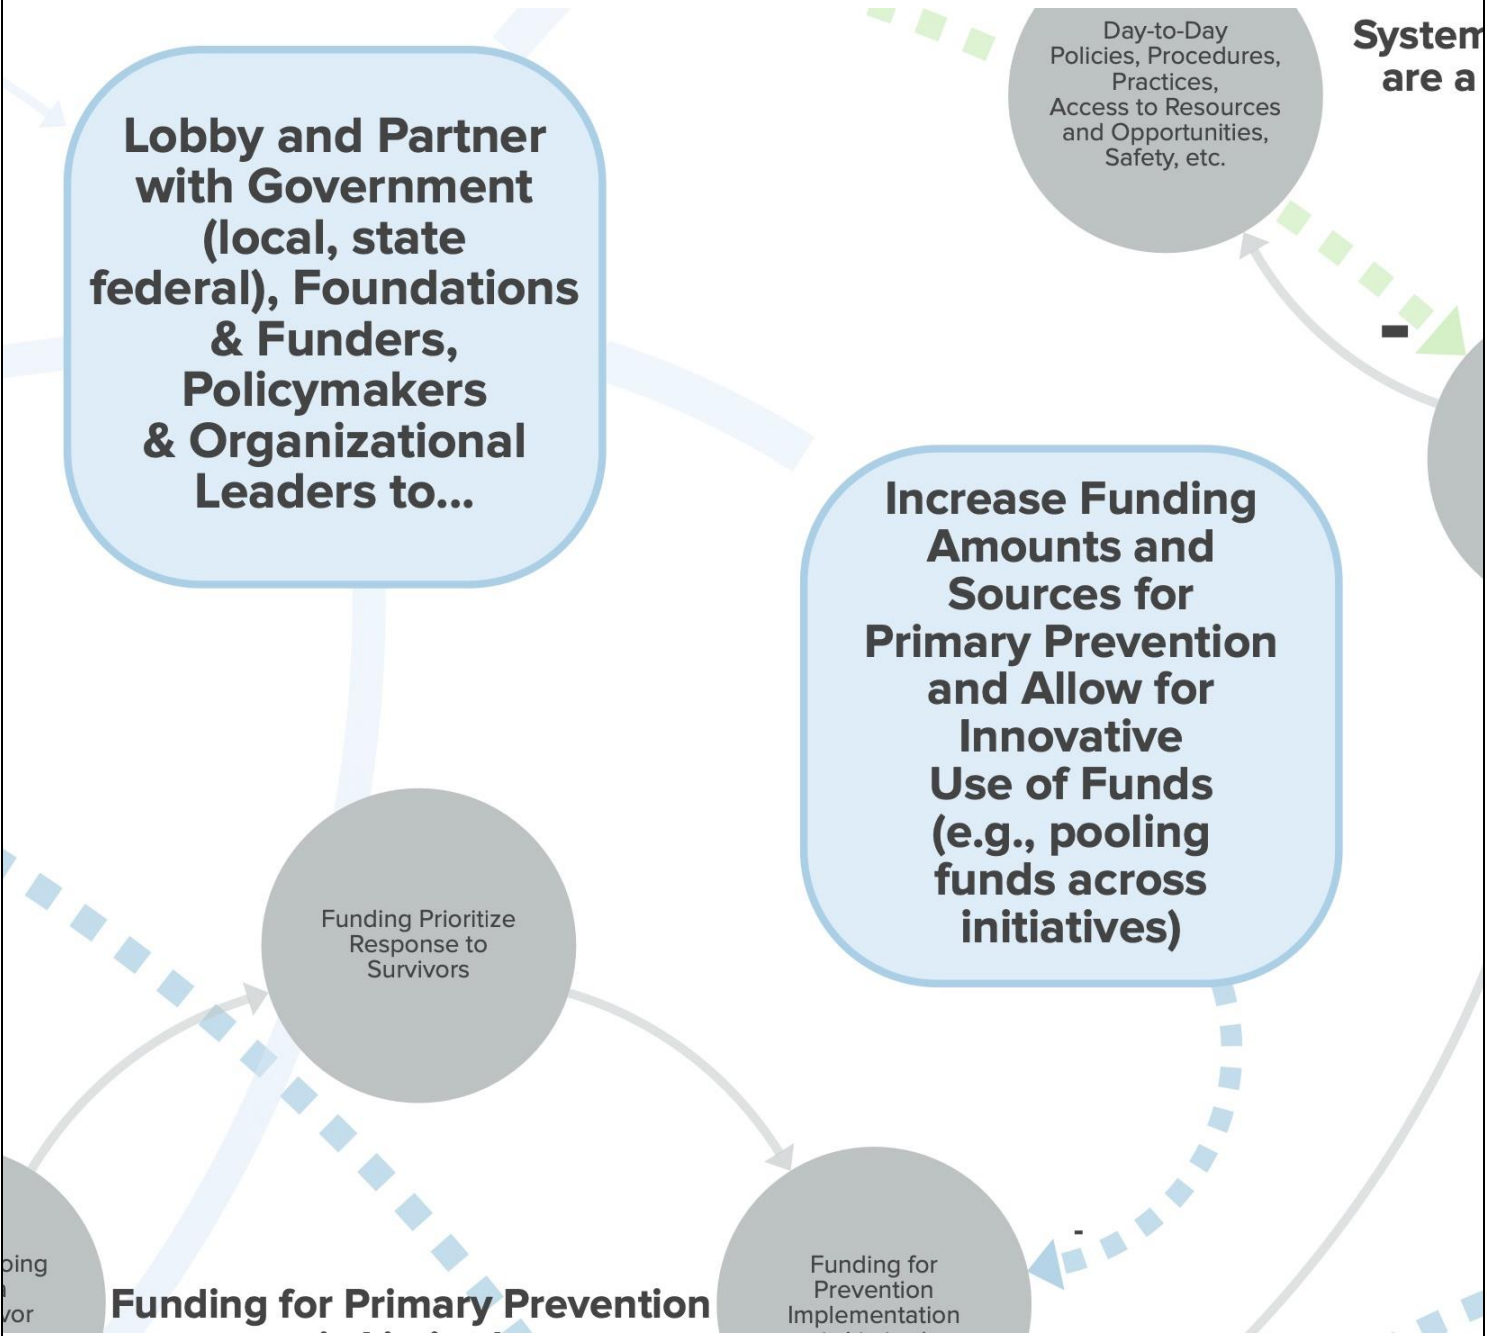 Day-to-Day
Policies, Procedures,
Practices,
Access to Resources
and Opportunities,
Safety, etc.
System
are a
Lobby and Partner
with Government
(local, state
federal), Foundations
& Funders,
Policymakers
& Organizational
Leaders to...
-
Increase Funding
Amounts and
Sources for
Primary Prevention
and Allow for
Innovative
Use of Funds
(e.g., pooling
funds across
initiatives)
Funding Prioritize
Response to
Survivors
-
Funding for
Prevention
Implementation
Funding for Primary Prevention